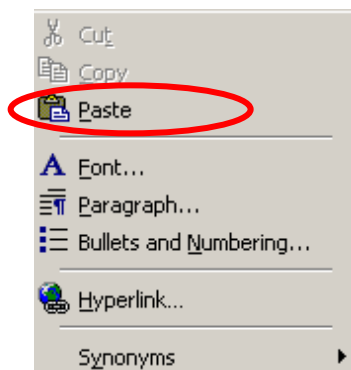 Cut
Copy
Paste
Font...
Paragraph...
Bullets and Numbering...
Hyperlink...
Synonyms